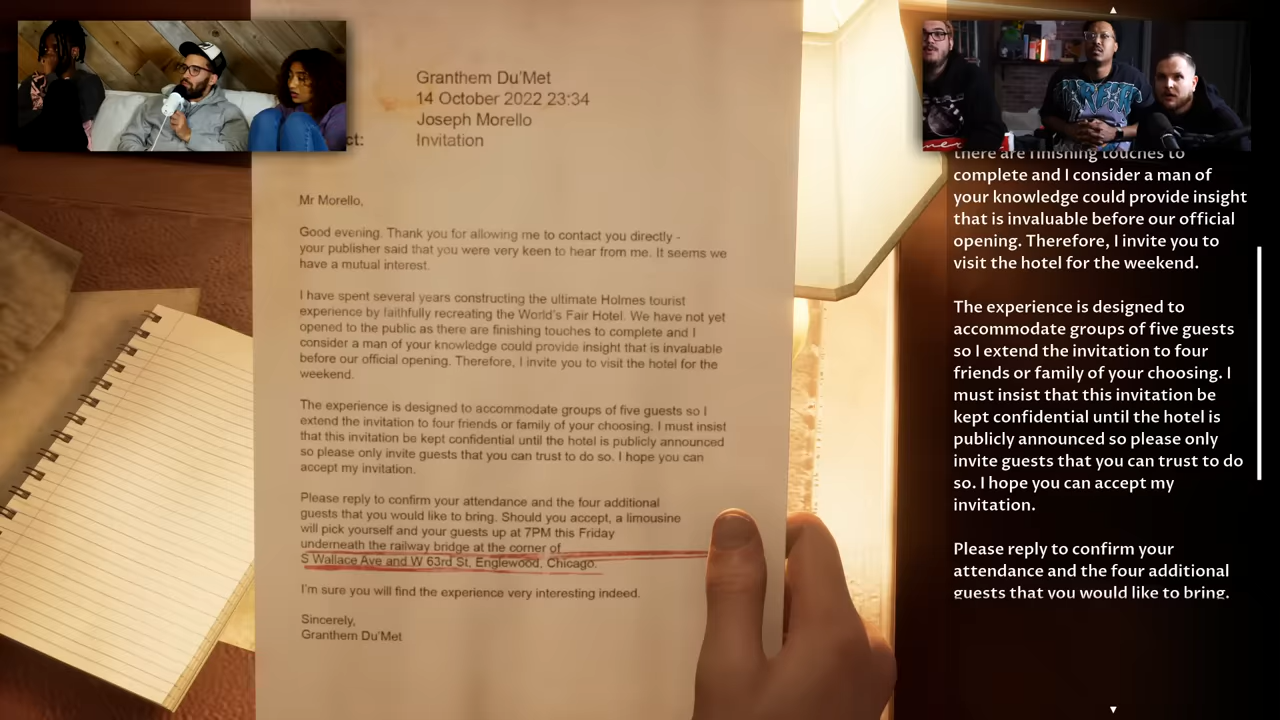 Granthem Du'Met
14 October 2022 23:34
Joseph Morello
ct: Invitation
Mr Morello,
Good evening. Thank you for allowing me to contact you directly -
your publisher said that you were very keen to hear from me. It seems we
have a mutual interest.
I have spent several years constructing the ultimate Holmes tourist
experience by faithfully recreating the World's Fair Hotel. We have not yet
opened to the public as there are finishing touches to complete and I
consider a man of your knowledge could provide insight that is invaluable
before our official opening. Therefore, I invite you to visit the hotel for the
weekend.
The experience is designed to accommodate groups of five guests so I
extend the invitation to four friends or family of your choosing. I must insist
that this invitation be kept confidential until the hotel is publicly announced
so please only invite guests that you can trust to do so. I hope you can
accept my invitation.
Please reply to confirm your attendance and the four additional
guests that you would like to bring. Should you accept, a limousine
will pick yourself and your guests up at 7PM this Friday
underneath the railway bridge at the corner of
S Wallace Ave and W 63rd St, Englewood, Chicago.
I'm sure you will find the experience very interesting indeed.
Sincerely,
Granthem Du'Met
there are finishing touches to
complete and I consider a man of
your knowledge could provide insight
that is invaluable before our official
opening. Therefore, I invite you to
visit the hotel for the weekend.
The experience is designed to
accommodate groups of five guests
so I extend the invitation to four
friends or family of your choosing. I
must insist that this invitation be
kept confidential until the hotel is
publicly announced so please only
invite guests that you can trust to do
so. I hope you can accept my
invitation.
Please reply to confirm your
attendance and the four additional
guests that you would like to bring.